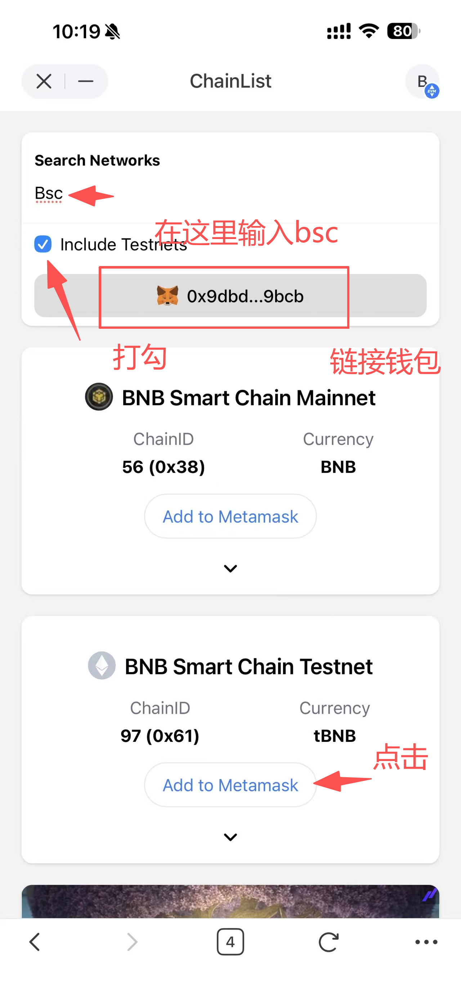 10:19
80
ChainList
B
EVM
Search Networks
Bsc
在这里输入bsc
Include Testnets
0x9dbd...9bcb
打勾
链接钱包
BNB Smart Chain Mainnet
ChainID Currency
56 (0x38) BNB
Add to Metamask
BNB Smart Chain Testnet
ChainID Currency
97 (0x61) tBNB
点击
Add to Metamask
4